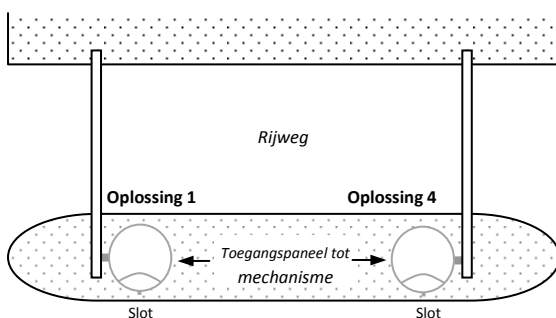 Rijweg
Oplossing 1 Oplossing 4
Toegangspaneel tot
mechanisme
Slot Slot